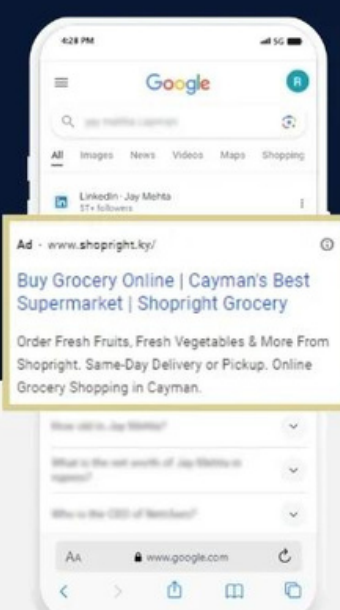 4:28 PM
5G
Google
R
All Images News Videos Maps Shopping
in
LinkedIn · Jay Mehta
Ad · www.shopright.ky/
Buy Grocery Online | Cayman's Best
Supermarket | Shopright Grocery
Order Fresh Fruits, Fresh Vegetables & More From
Shopright. Same-Day Delivery or Pickup. Online
Grocery Shopping in Cayman.
AA www.google.com